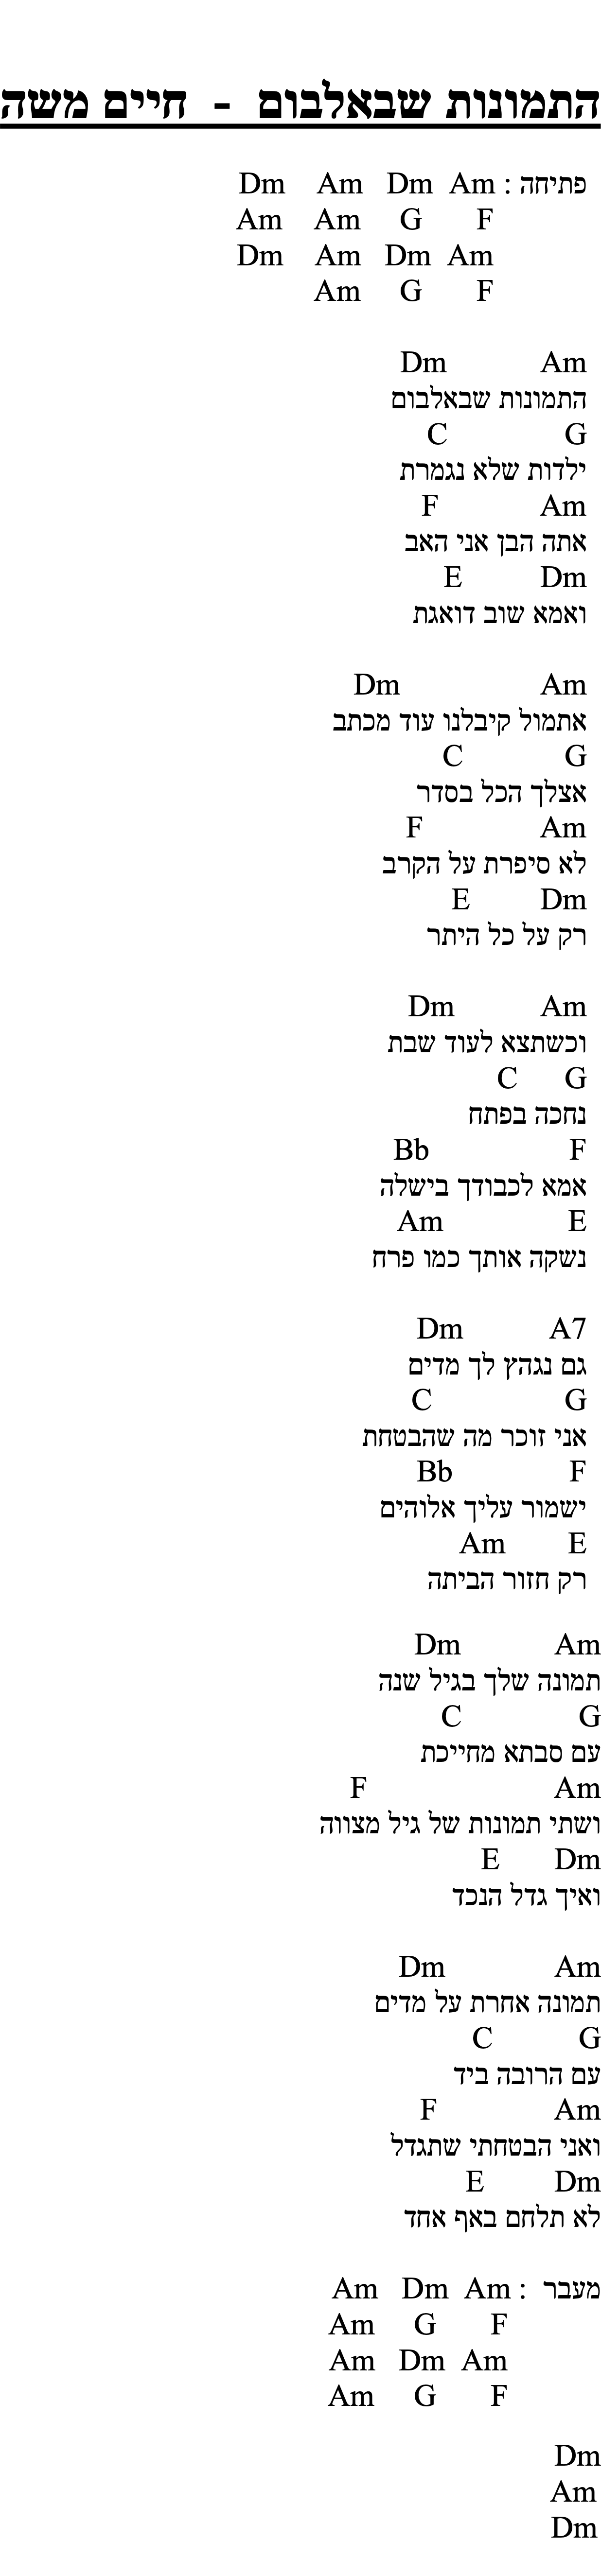 התמונות שבאלבום - חיים משה
פתיחה : Am Dm Am Dm
F G Am Am
Am Dm Am Dm
F G Am
Am Dm
התמונות שבאלבום
G C
ילדות שלא נגמרת
Am F
אתה הבן אני האב
Dm E
ואמא שוב דואגת
Am Dm
אתמול קיבלנו עוד מכתב
G C
אצלך הכל בסדר
Am F
לא סיפרת על הקרב
Dm E
רק על כל היתר
Am Dm
וכשתצא לעוד שבת
G C
נחכה בפתח
F Bb
אמא לכבודך בישלה
E Am
נשקה אותך כמו פרח
A7 Dm
גם נגהץ לך מדים
G C
אני זוכר מה שהבטחת
F Bb
ישמור עליך אלוהים
E Am
רק חזור הביתה
Am Dm
תמונה שלך בגיל שנה
G C
עם סבתא מחייכת
Am F
ושתי תמונות של גיל מצווה
Dm E
ואיך גדל הנכד
Am Dm
תמונה אחרת על מדים
G C
עם הרובה ביד
Am F
ואני הבטחתי שתגדל
Dm E
לא תלחם באף אחד
מעבר : Am Dm Am
F G Am
Am Dm Am
F G Am
Dm
Am
Dm